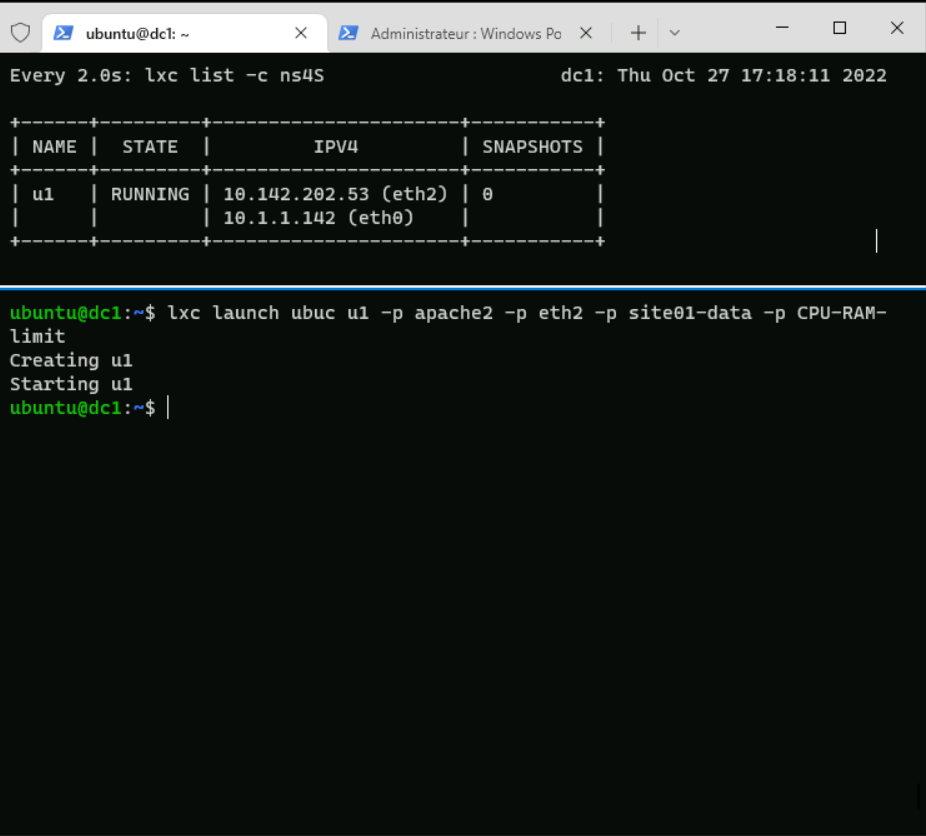 ubuntu@dc1: ~
Administrateur : Windows Po
Every 2.0s: lxc list -c ns4S dc1: Thu Oct 27 17:18:11 2022
+------+---------+----------------------+-----------+
| NAME | STATE | IPV4 | SNAPSHOTS |
+------+---------+----------------------+-----------+
| u1 | RUNNING | 10.142.202.53 (eth2) | 0 |
| | | 10.1.1.142 (eth0) | |
+------+---------+----------------------+-----------+
ubuntu@dc1:~$ lxc launch ubuc u1 -p apache2 -p eth2 -p site01-data -p CPU-RAM-
limit
Creating u1
Starting u1
ubuntu@dc1:~$